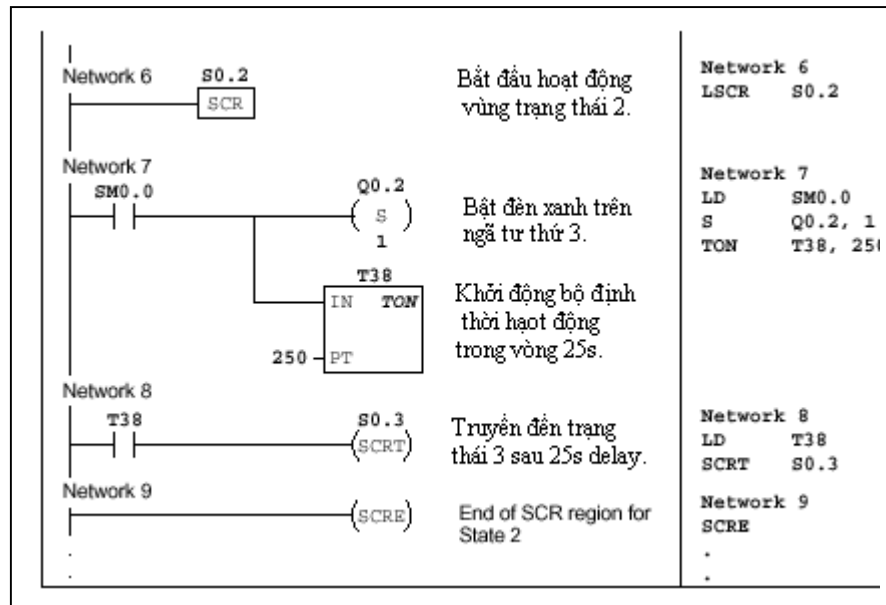 Network 6
S0.2
SCR
Bắt đầu hoạt động
vùng trạng thái 2.
Network 6
LSCR S0.2
Network 7
SM0.0
Q0.2
S
1
Bật đèn xanh trên
ngã tư thứ 3.
T38
IN TON
250 PT
Khởi động bộ định
thời hạot động
trong vòng 25s.
Network 7
LD SM0.0
S Q0.2, 1
TON T38, 250
Network 8
T38
S0.3
SCRT
Truyền đến trạng
thái 3 sau 25s delay.
Network 8
LD T38
SCRT S0.3
Network 9
SCRE
End of SCR region for
State 2
Network 9
SCRE
.
.
.
.